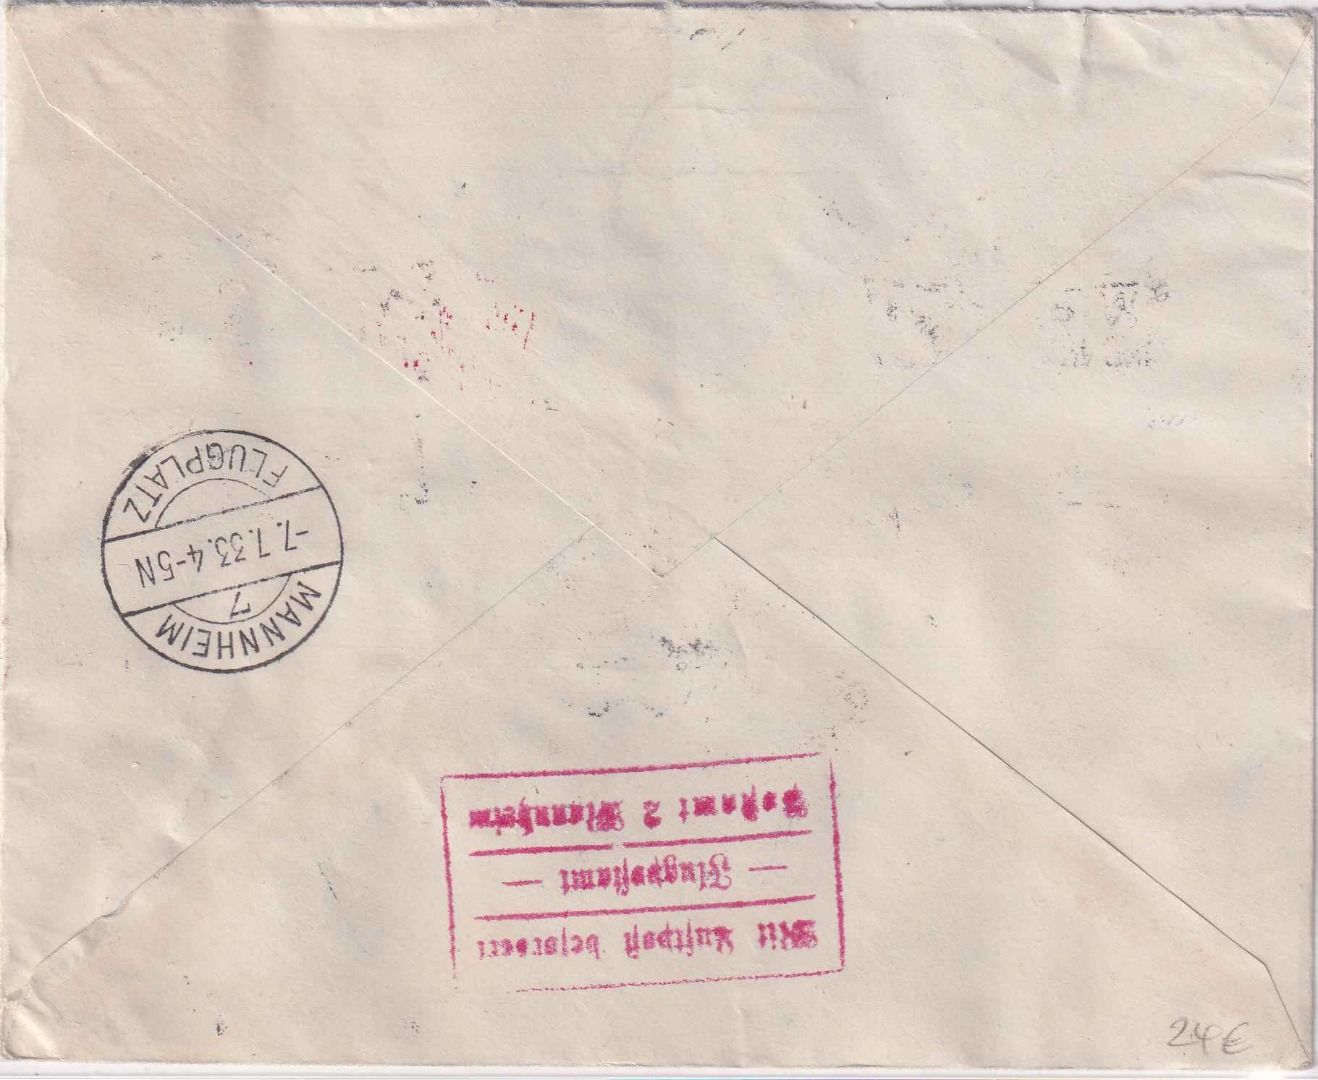 MANNHEIM
7
-7.7.33.4-5N
FLUGPLATZ
Mit Luftpost befördert
— Flugpostamt —
Postamt 2 Mannheim
24€